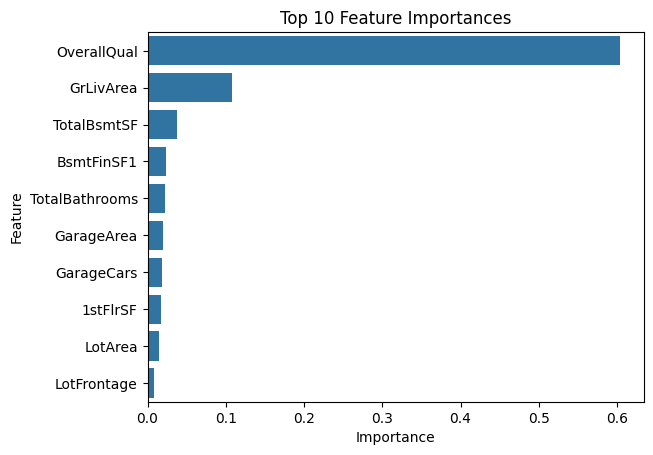 Top 10 Feature Importances
Feature
OverallQual
GrLivArea
TotalBsmtSF
BsmtFinSF1
TotalBathrooms
GarageArea
GarageCars
1stFlrSF
LotArea
LotFrontage
0.0 0.1 0.2 0.3 0.4 0.5 0.6
Importance